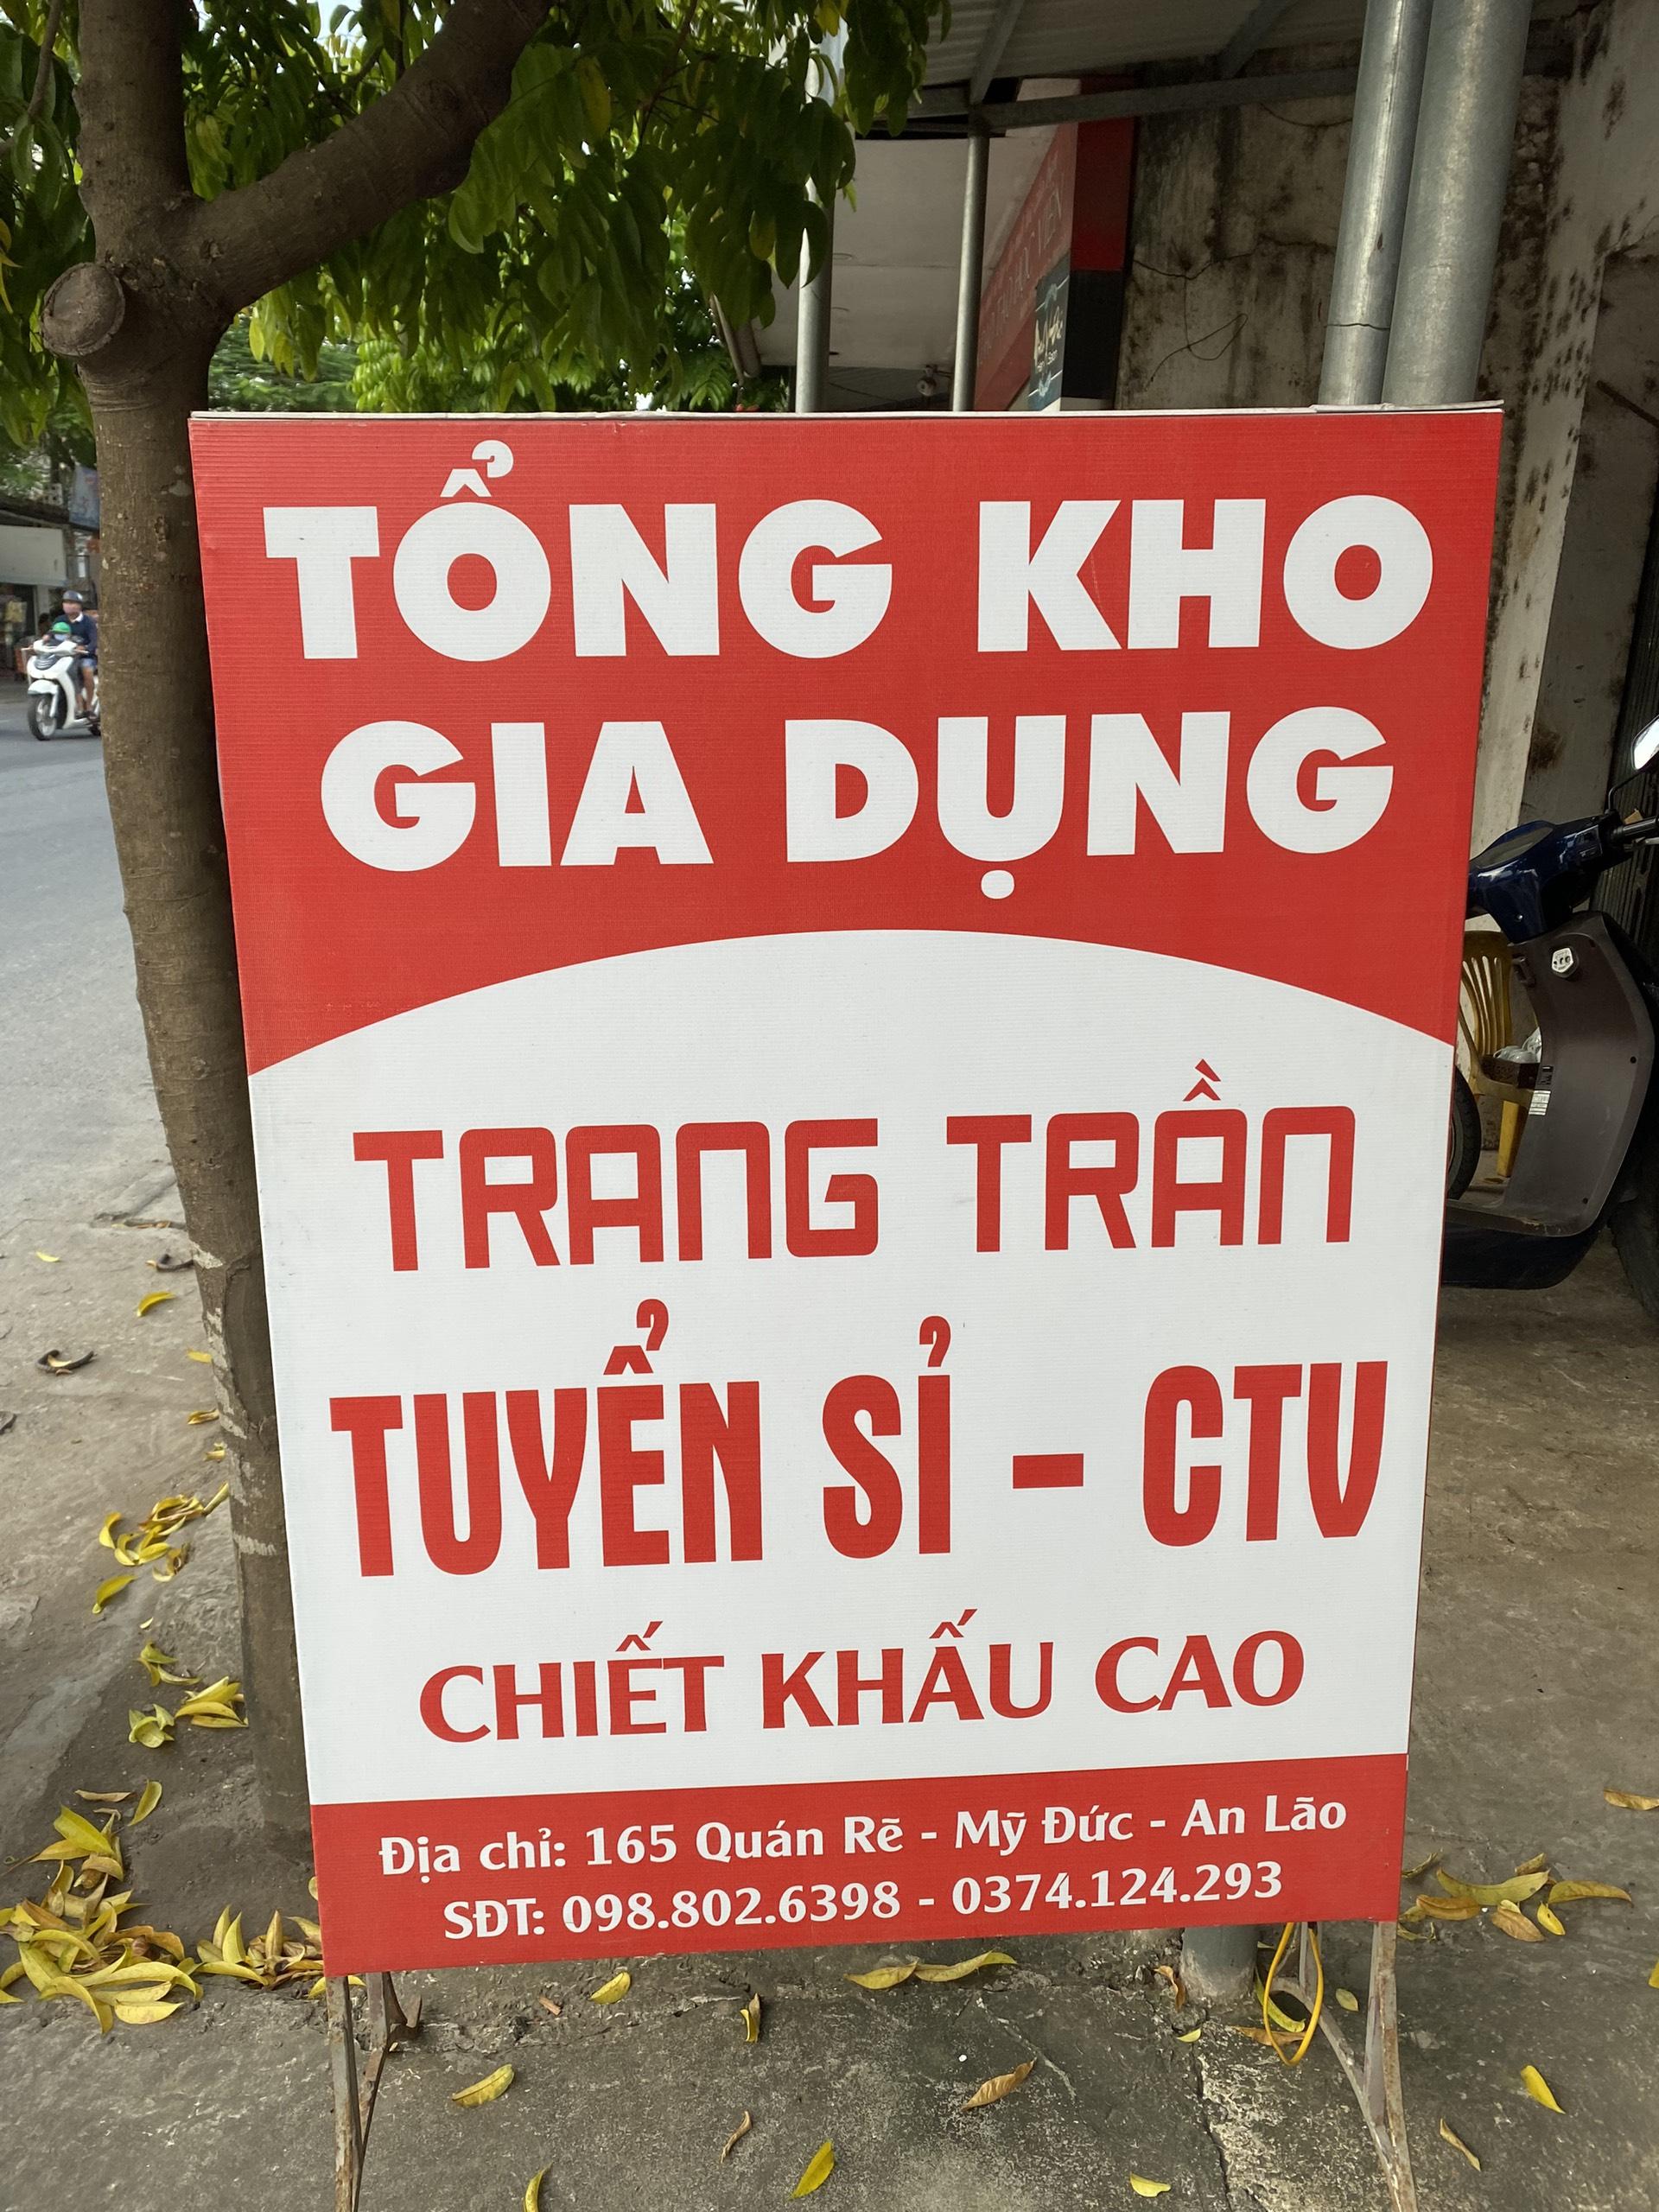 TỔNG KHO
GIA DỤNG
TRANG TRẦN
TUYỂN SỈ - CTV
CHIẾT KHẤU CAO
Địa chỉ: 165 Quán Rẽ - Mỹ Đức - An Lão
SĐT: 098.802.6398 - 0374.124.293